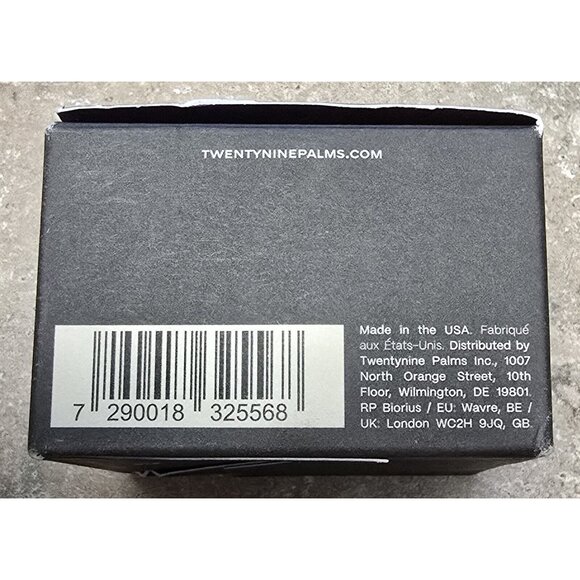 TWENTYNINEPALMS.COM
Made in the USA. Fabriqué
aux États-Unis. Distributed by
Twentynine Palms Inc., 1007
North Orange Street, 10th
Floor, Wilmington, DE 19801.
RP Biorius / EU: Wavre, BE /
UK: London WC2H 9JQ, GB
7 290018 325568